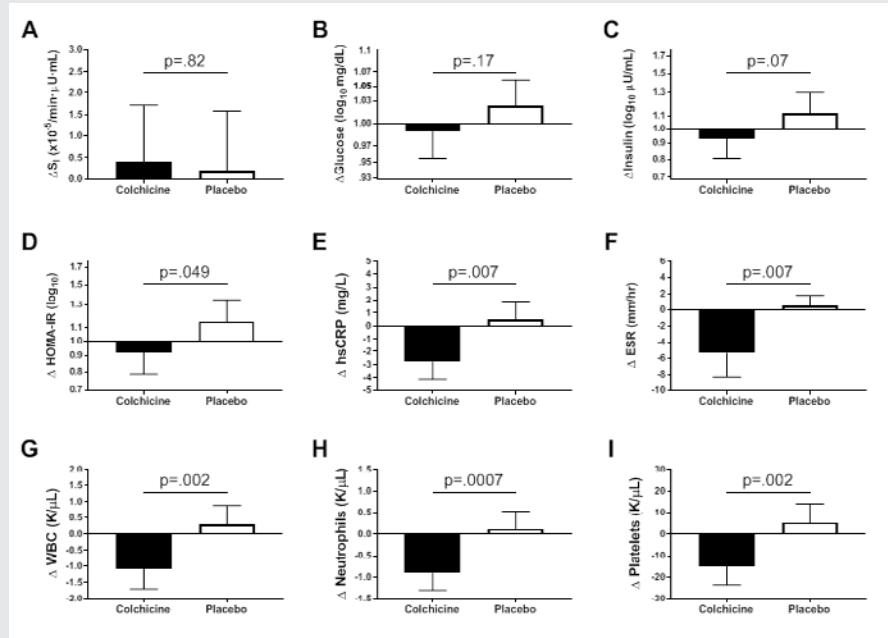 A
ΔSI (x10-5/min·μU·mL)
3.0
2.5
2.0
1.5
1.0
0.5
0.0
p=.82
Colchicine
Placebo
B
ΔGlucose (log10 mg/dL)
1.1
1.07
1.05
1.03
1.00
0.97
.95
.93
p=.17
Colchicine
Placebo
C
ΔInsulin (log10 μU/mL)
1.7
1.5
1.3
1.1
1.0
0.9
0.8
0.7
p=.07
Colchicine
Placebo
D
Δ HOMA-IR (log10)
1.7
1.5
1.3
1.1
1.0
0.9
0.8
0.7
p=.049
Colchicine
Placebo
E
Δ hsCRP (mg/L)
5
4
3
2
1
0
-1
-2
-3
-4
-5
p=.007
Colchicine
Placebo
F
Δ ESR (mm/hr)
6
4
2
0
-2
-4
-6
-8
-10
p=.007
Colchicine
Placebo
G
Δ WBC (K/μL)
2.0
1.5
1.0
0.5
0.0
-0.5
-1.0
-1.5
-2.0
p=.002
Colchicine
Placebo
H
Δ Neutrophils (K/μL)
1.5
1.0
0.5
0.0
-0.5
-1.0
-1.5
p=.0007
Colchicine
Placebo
I
Δ Platelets (K/μL)
30
20
10
0
-10
-20
-30
p=.002
Colchicine
Placebo